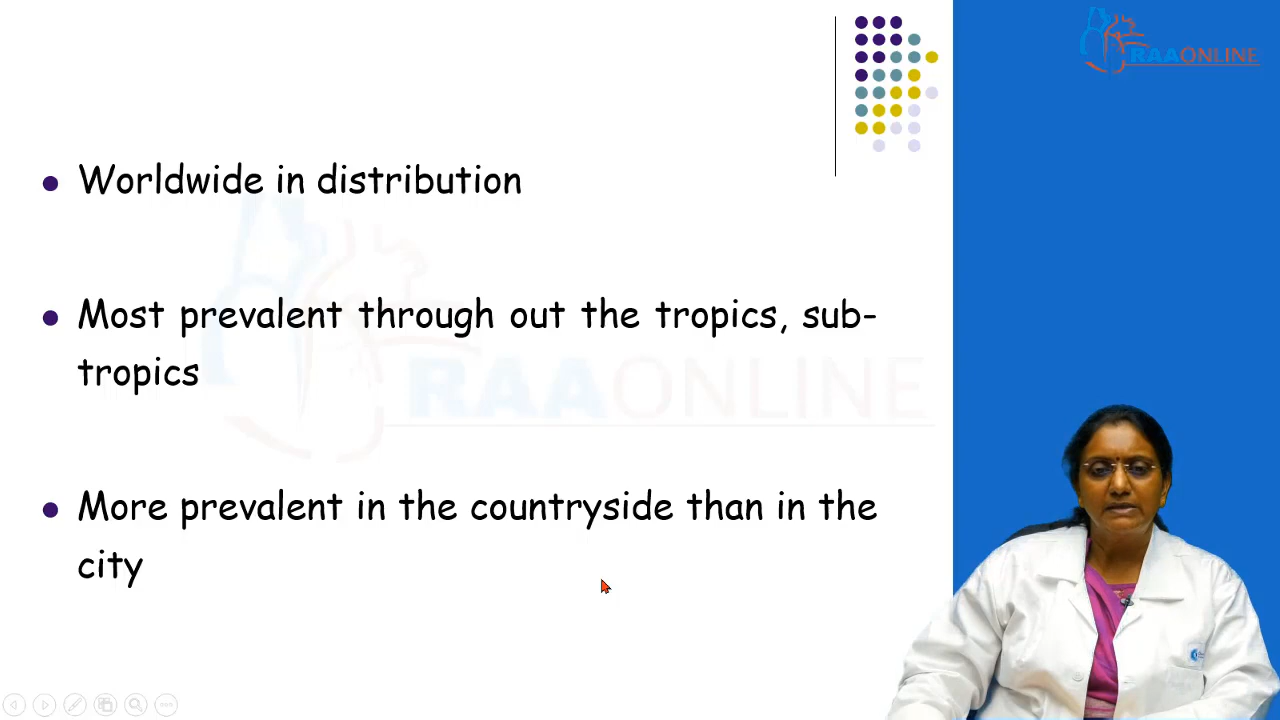 RAAONLINE
Worldwide in distribution
Most prevalent through out the tropics, sub-
tropics
RAAONLINE
More prevalent in the countryside than in the
city